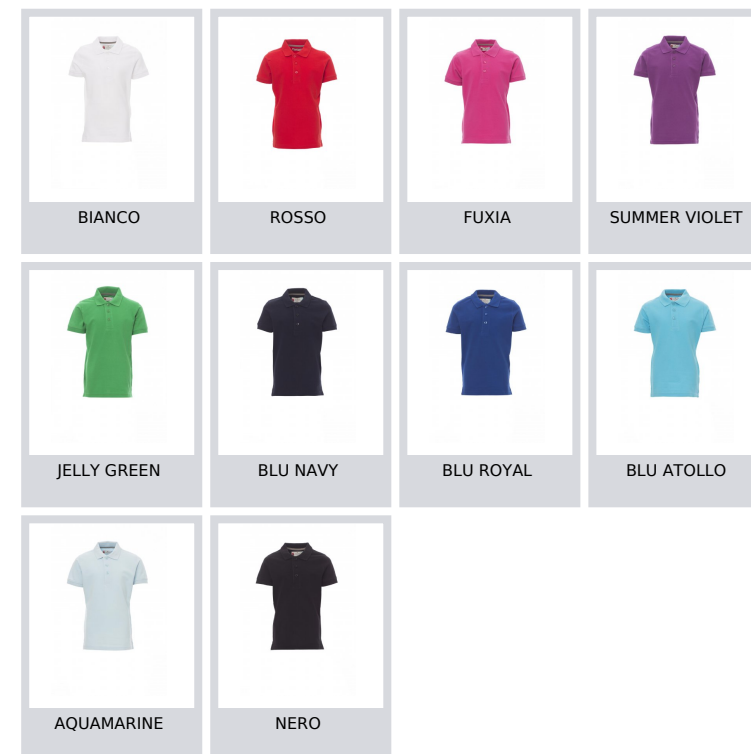 BIANCO
ROSSO
FUXIA
SUMMER VIOLET
JELLY GREEN
BLU NAVY
BLU ROYAL
BLU ATOLLO
AQUAMARINE
NERO